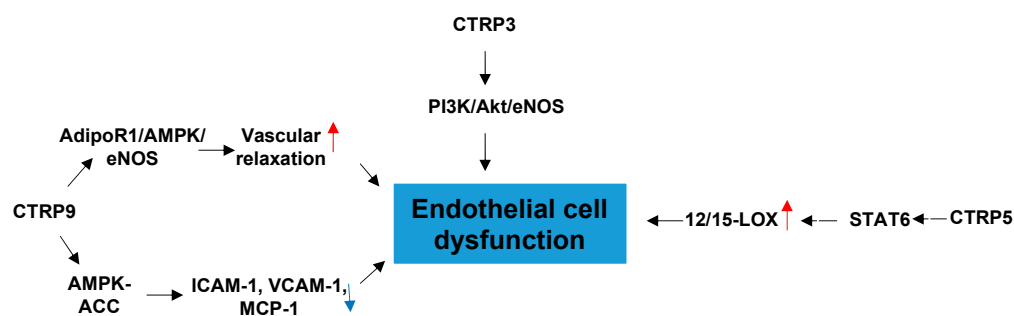 CTRP3
PI3K/Akt/eNOS
AdipoR1/AMPK/
eNOS
Vascular
relaxation
CTRP9
Endothelial cell
dysfunction
12/15-LOX
STAT6
CTRP5
AMPK-
ACC
ICAM-1, VCAM-1,
MCP-1